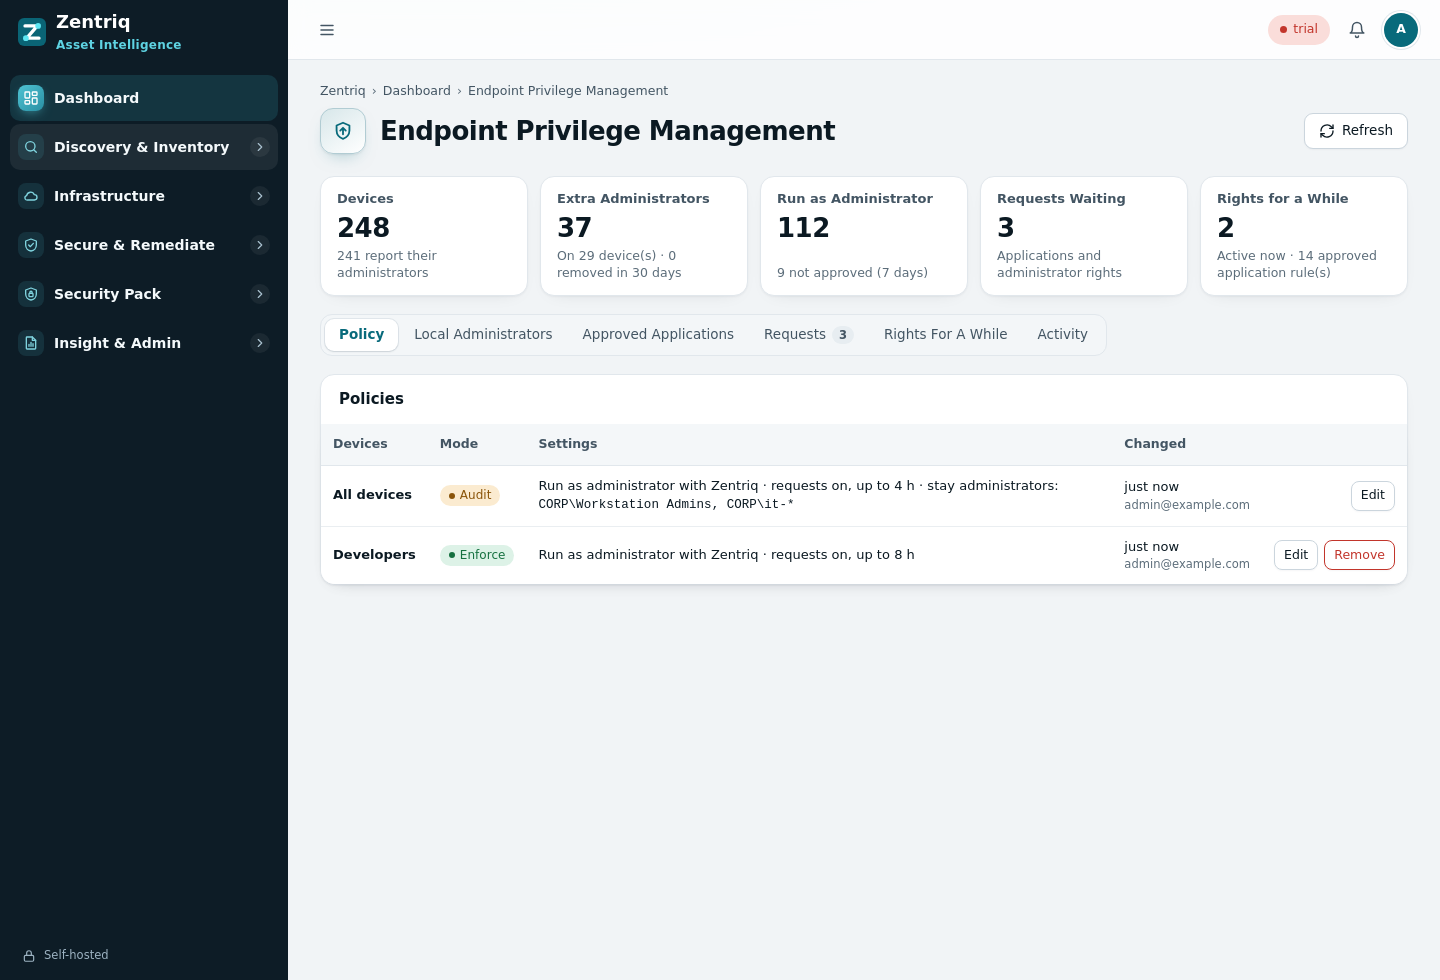 Zentriq
Asset Intelligence
Dashboard
Discovery & Inventory
Infrastructure
Secure & Remediate
Security Pack
Insight & Admin
Self-hosted
trial
A
Zentriq › Dashboard › Endpoint Privilege Management
Endpoint Privilege Management
Refresh
Devices
248
241 report their
administrators
Extra Administrators
37
On 29 device(s) · 0
removed in 30 days
Run as Administrator
112
9 not approved (7 days)
Requests Waiting
3
Applications and
administrator rights
Rights for a While
2
Active now · 14 approved
application rule(s)
Policy Local Administrators Approved Applications Requests 3 Rights For A While Activity
Policies
Devices Mode Settings Changed
All devices Audit Run as administrator with Zentriq · requests on, up to 4 h · stay administrators:
CORP\Workstation Admins, CORP\it-*
just now
admin@example.com
Edit
Developers Enforce Run as administrator with Zentriq · requests on, up to 8 h
just now
admin@example.com
Edit Remove